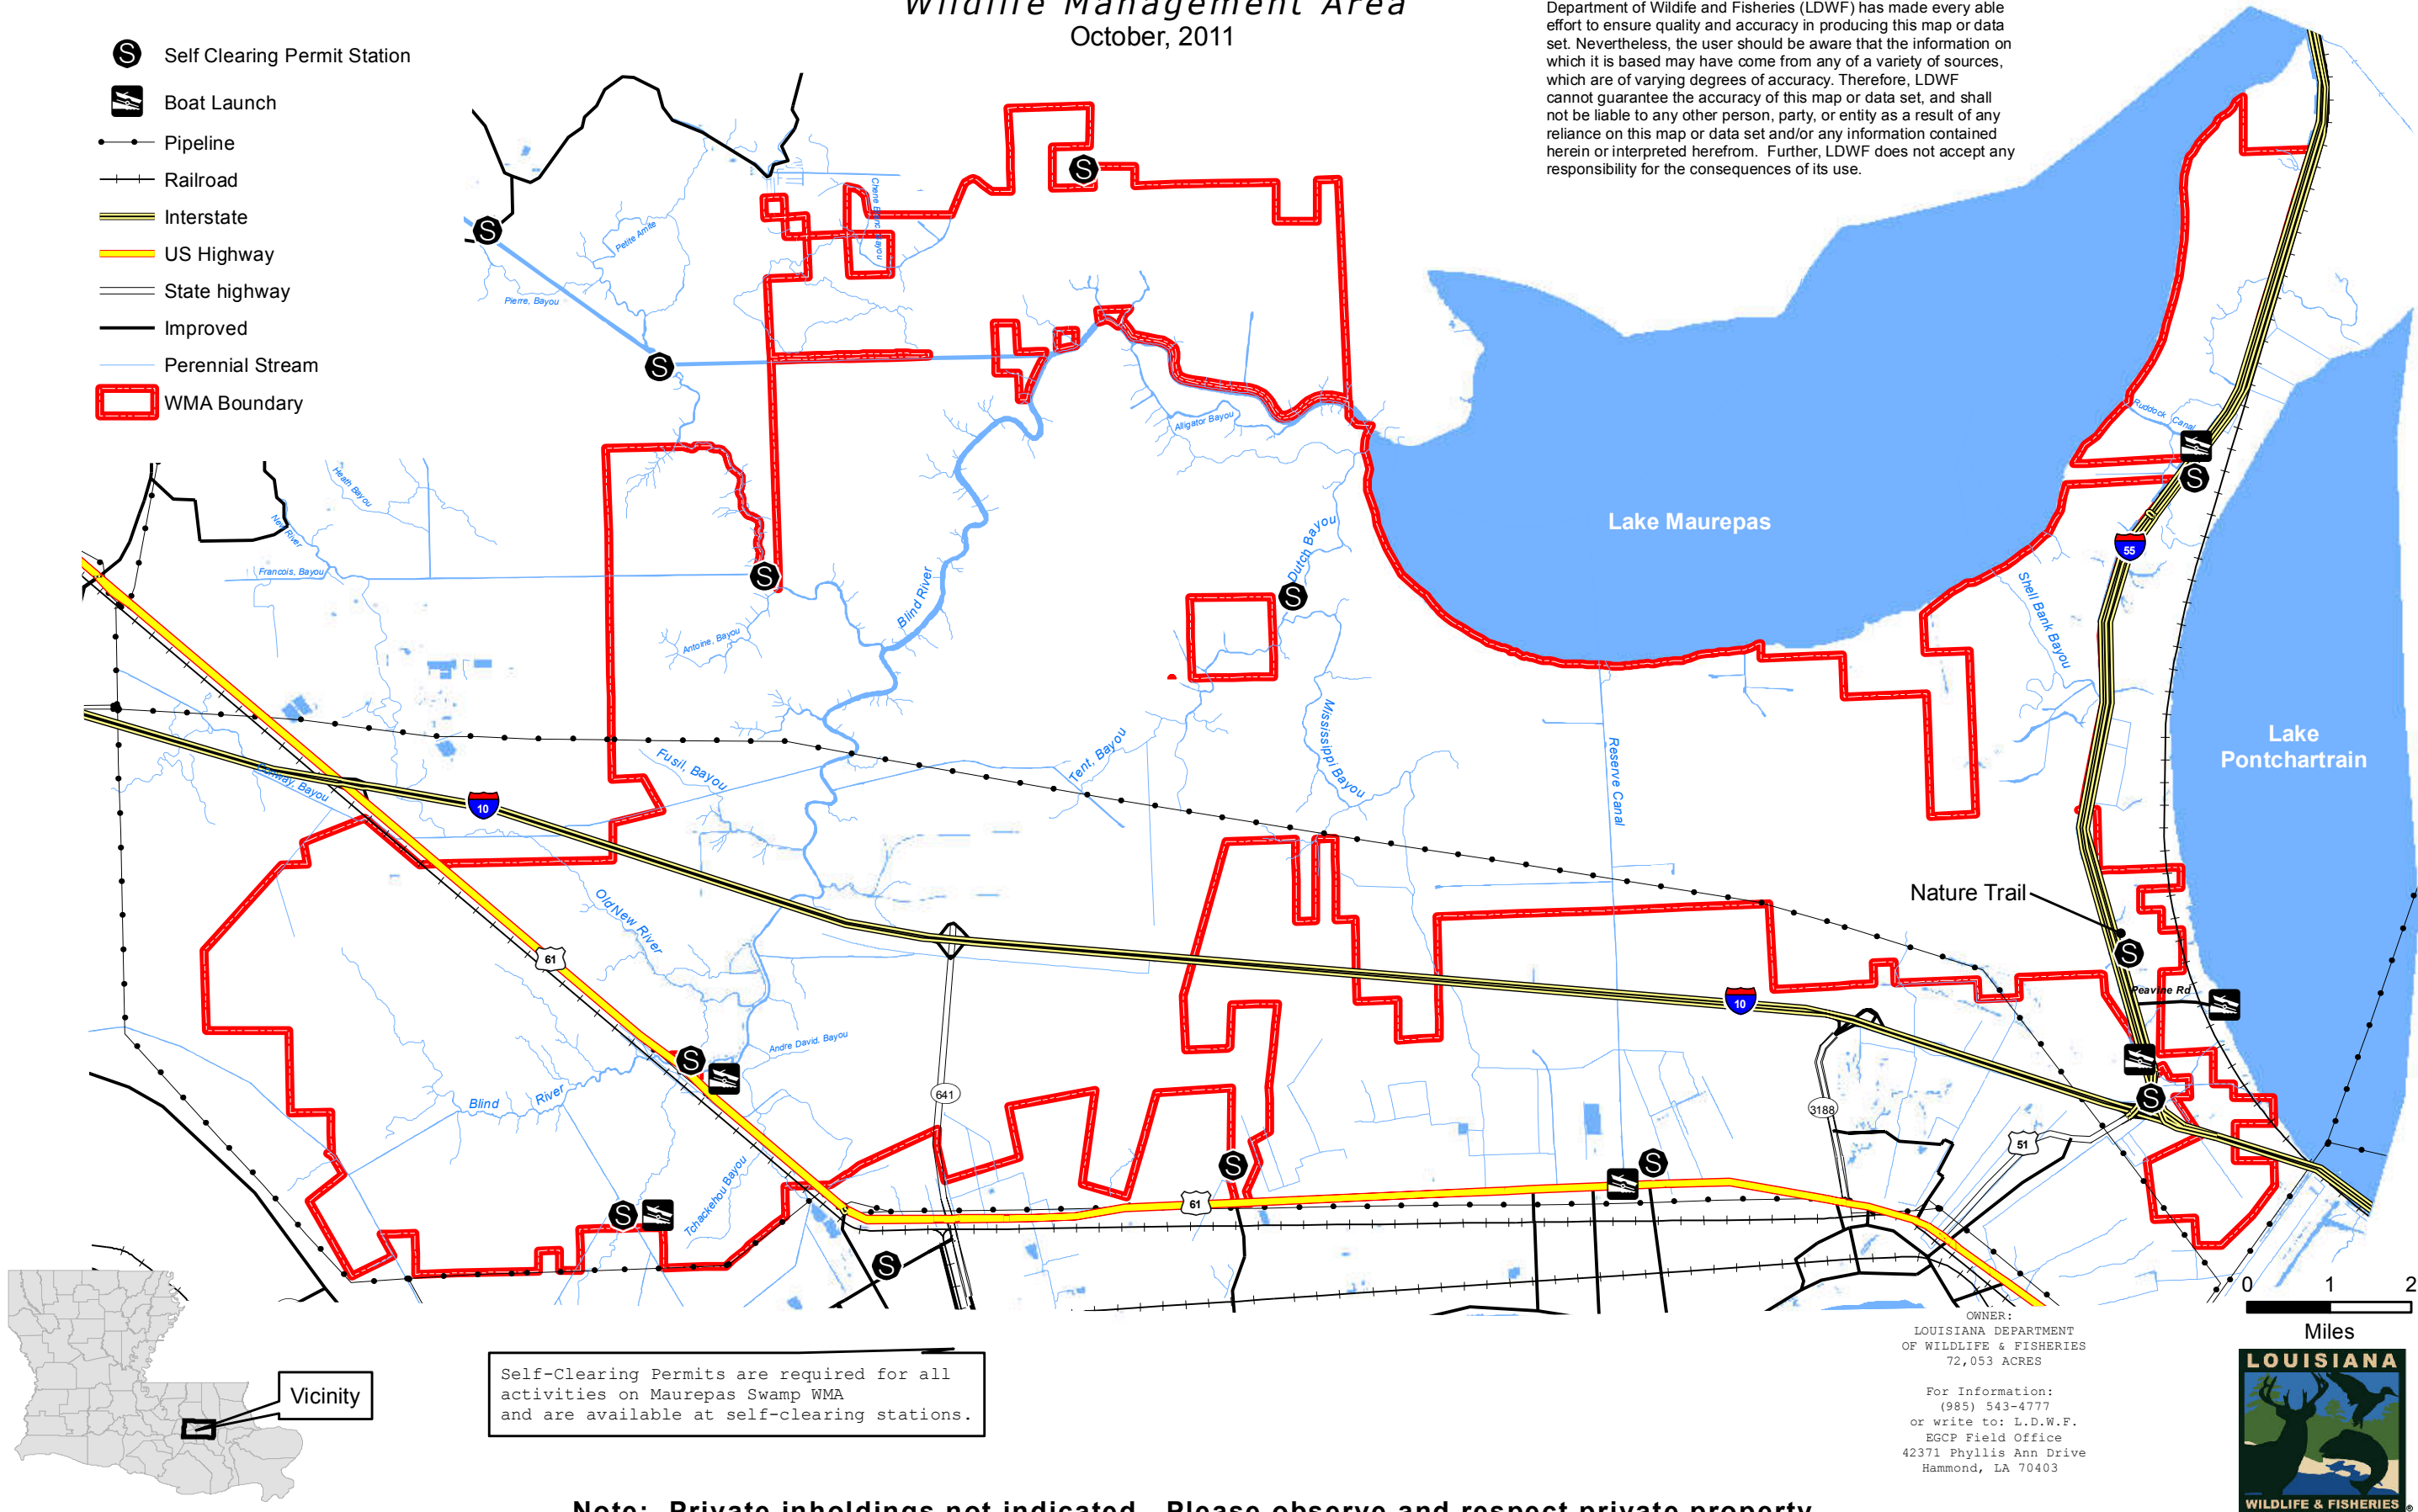 Wildlife Management Area
October, 2011
Department of Wildife and Fisheries (LDWF) has made every able
effort to ensure quality and accuracy in producing this map or data
set. Nevertheless, the user should be aware that the information on
which it is based may have come from any of a variety of sources,
which are of varying degrees of accuracy. Therefore, LDWF
cannot guarantee the accuracy of this map or data set, and shall
not be liable to any other person, party, or entity as a result of any
reliance on this map or data set and/or any information contained
herein or interpreted herefrom. Further, LDWF does not accept any
responsibility for the consequences of its use.
S Self Clearing Permit Station
Boat Launch
Pipeline
Railroad
Interstate
US Highway
State highway
Improved
Perennial Stream
WMA Boundary
Chene Blanc Bayou
Petite Amite
Pierre, Bayou
Alligator Bayou
Ruddock Canal
Heath Bayou
New River
Francois, Bayou
Antoine, Bayou
Blind River
Dutch Bayou
Lake Maurepas
55
Shell Bank Bayou
Lake
Pontchartrain
Mississippi Bayou
Reserve Canal
Tent, Bayou
Fusil, Bayou
10
Old New River
Nature Trail
61
Peavine Rd
10
Andre David, Bayou
Blind River
641
3188
51
Tchackehou Bayou
61
0 1 2
Miles
Vicinity
Self-Clearing Permits are required for all
activities on Maurepas Swamp WMA
and are available at self-clearing stations.
OWNER:
LOUISIANA DEPARTMENT
OF WILDLIFE & FISHERIES
72,053 ACRES
For Information:
(985) 543-4777
or write to: L.D.W.F.
EGCP Field Office
42371 Phyllis Ann Drive
Hammond, LA 70403
LOUISIANA
WILDLIFE & FISHERIES ®
Note: Private inholdings not indicated. Please observe and respect private property